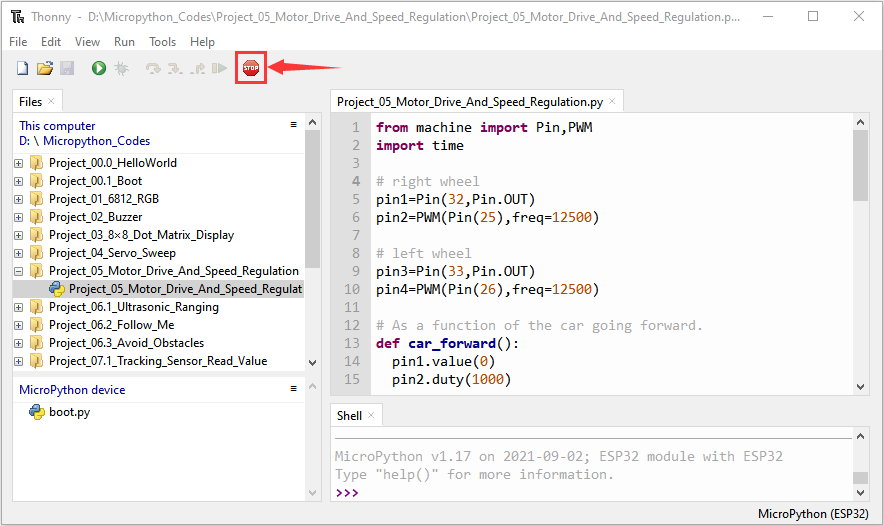 Thonny - D:\Micropython_Codes\Project_05_Motor_Drive_And_Speed_Regulation\Project_05_Motor_Drive_And_Speed_Regulation.p...
File Edit View Run Tools Help
STOP
Files
This computer
D: \ Micropython_Codes
Project_00.0_HelloWorld
Project_00.1_Boot
Project_01_6812_RGB
Project_02_Buzzer
Project_03_8×8_Dot_Matrix_Display
Project_04_Servo_Sweep
Project_05_Motor_Drive_And_Speed_Regulation
Project_05_Motor_Drive_And_Speed_Regulat
Project_06.1_Ultrasonic_Ranging
Project_06.2_Follow_Me
Project_06.3_Avoid_Obstacles
Project_07.1_Tracking_Sensor_Read_Value
MicroPython device
boot.py
Project_05_Motor_Drive_And_Speed_Regulation.py
1 from machine import Pin,PWM
2 import time
3
4 # right wheel
5 pin1=Pin(32,Pin.OUT)
6 pin2=PWM(Pin(25),freq=12500)
7
8 # left wheel
9 pin3=Pin(33,Pin.OUT)
10 pin4=PWM(Pin(26),freq=12500)
11
12 # As a function of the car going forward.
13 def car_forward():
14 pin1.value(0)
15 pin2.duty(1000)
Shell
MicroPython v1.17 on 2021-09-02; ESP32 module with ESP32
Type "help()" for more information.
>>>
MicroPython (ESP32)